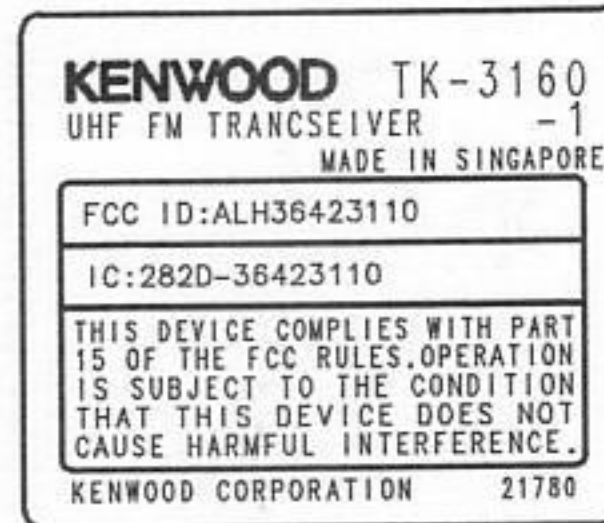 KENWOOD TK-3160
UHF FM TRANCSEIVER -1
MADE IN SINGAPORE
FCC ID:ALH36423110
IC:282D-36423110
THIS DEVICE COMPLIES WITH PART
15 OF THE FCC RULES.OPERATION
IS SUBJECT TO THE CONDITION
THAT THIS DEVICE DOES NOT
CAUSE HARMFUL INTERFERENCE.
KENWOOD CORPORATION 21780